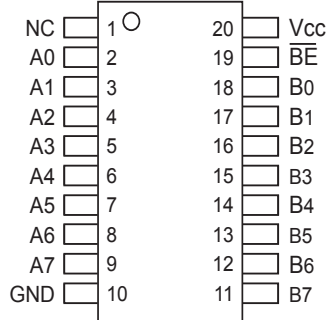 NC 1 20 Vcc
A0 2 19 B̅E̅
A1 3 18 B0
A2 4 17 B1
A3 5 16 B2
A4 6 15 B3
A5 7 14 B4
A6 8 13 B5
A7 9 12 B6
GND 10 11 B7